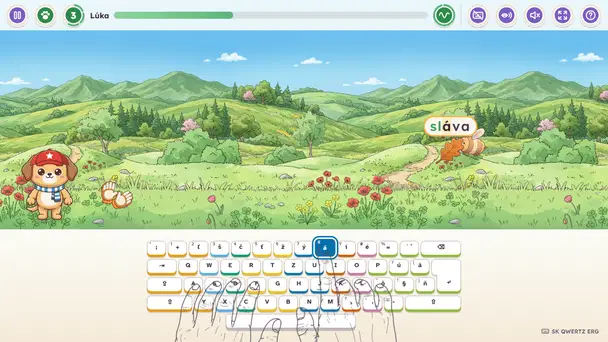 3 Lúka
sláva
; + ľ š č ť ž ý á í é = ´
Q W E R T Z U I O P ú ä
H J K
Y X C V B N M
SK QWERTZ ERG